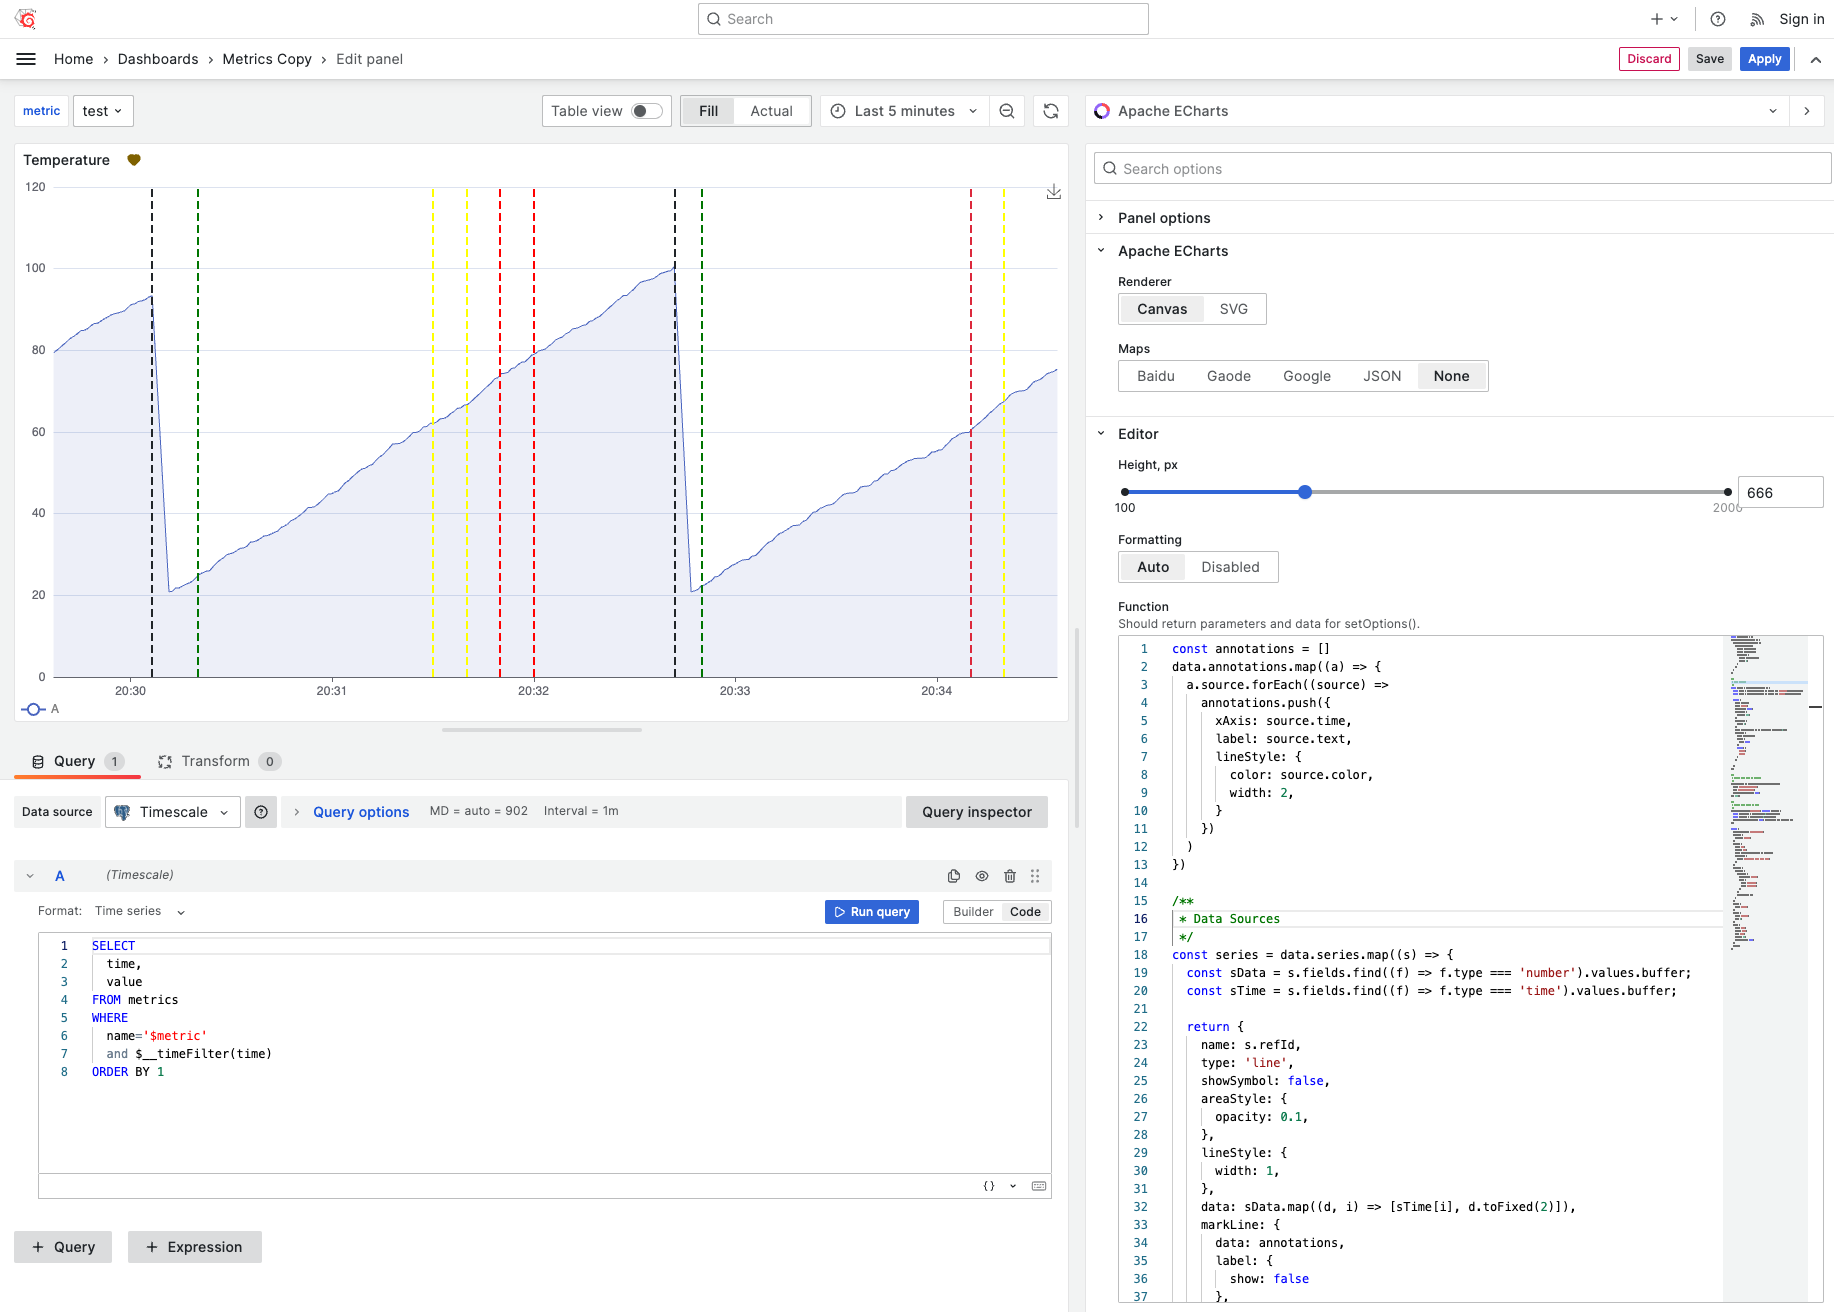 Search
Sign in
Home › Dashboards › Metrics Copy › Edit panel
Discard
Save
Apply
metric
test
Table view
Fill
Actual
Last 5 minutes
Apache ECharts
Temperature
120
100
80
60
40
20
0
20:30
20:31
20:32
20:33
20:34
A
Query 1
Transform 0
Data source
Timescale
Query options
MD = auto = 902
Interval = 1m
Query inspector
A
(Timescale)
Format:
Time series
Run query
Builder
Code
1 SELECT
2 time,
3 value
4 FROM metrics
5 WHERE
6 name='$metric'
7 and $__timeFilter(time)
8 ORDER BY 1
{}
+ Query
+ Expression
Search options
Panel options
Apache ECharts
Renderer
Canvas
SVG
Maps
Baidu
Gaode
Google
JSON
None
Editor
Height, px
100
2000
666
Formatting
Auto
Disabled
Function
Should return parameters and data for setOptions().
1 const annotations = []
2 data.annotations.map((a) => {
3 a.source.forEach((source) =>
4 annotations.push({
5 xAxis: source.time,
6 label: source.text,
7 lineStyle: {
8 color: source.color,
9 width: 2,
10 }
11 })
12 )
13 })
14
15 /**
16 * Data Sources
17 */
18 const series = data.series.map((s) => {
19 const sData = s.fields.find((f) => f.type === 'number').values.buffer;
20 const sTime = s.fields.find((f) => f.type === 'time').values.buffer;
21
22 return {
23 name: s.refId,
24 type: 'line',
25 showSymbol: false,
26 areaStyle: {
27 opacity: 0.1,
28 },
29 lineStyle: {
30 width: 1,
31 },
32 data: sData.map((d, i) => [sTime[i], d.toFixed(2)]),
33 markLine: {
34 data: annotations,
35 label: {
36 show: false
37 },